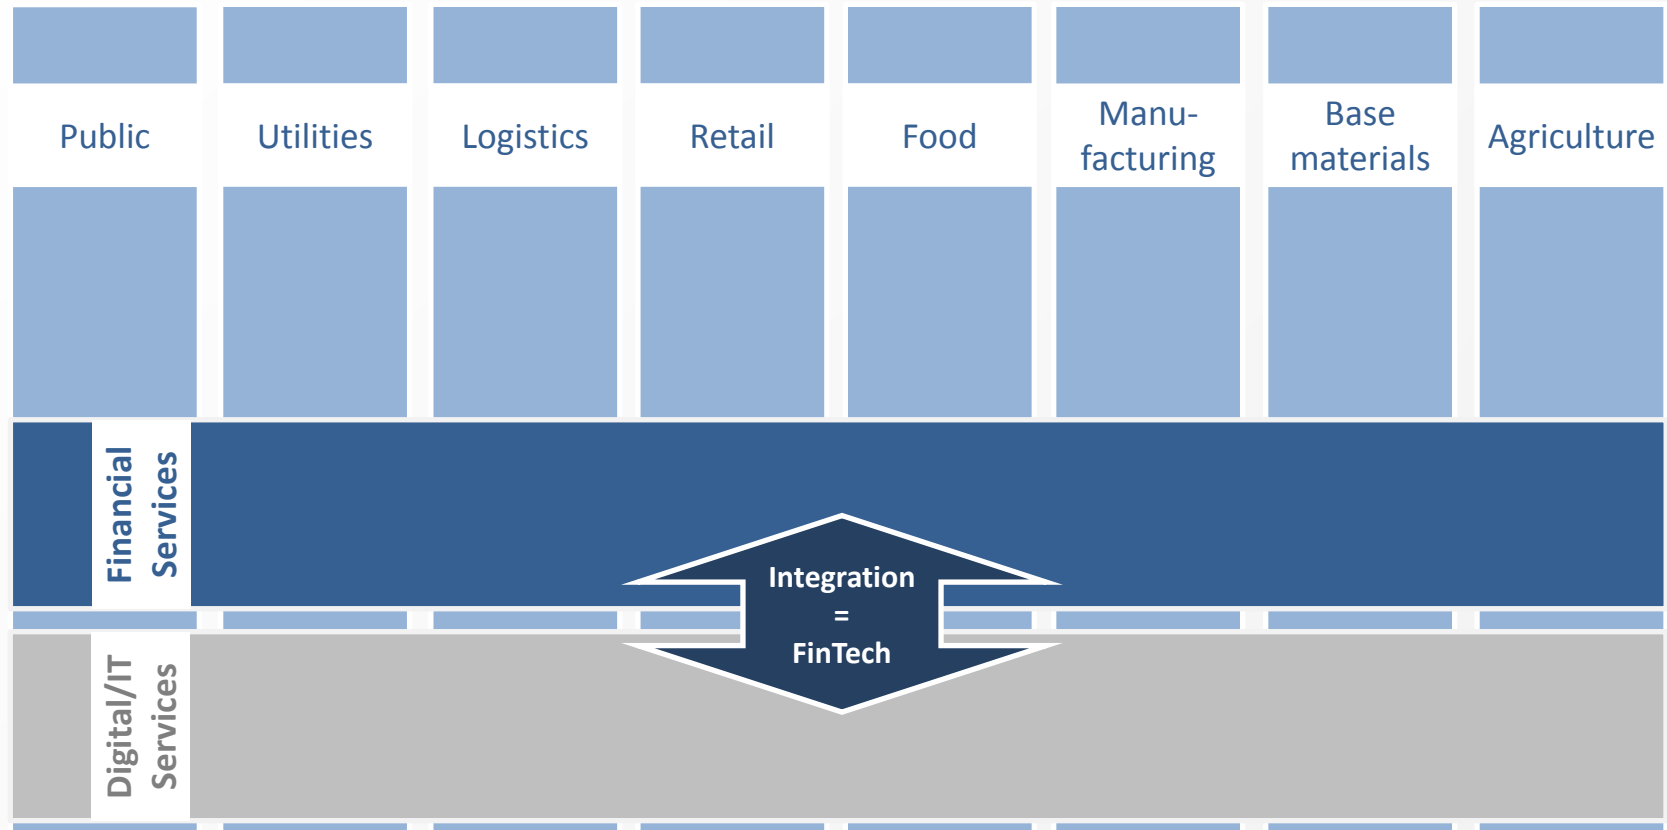 Public
Utilities
Logistics
Retail
Food
Manu-
facturing
Base
materials
Agriculture
Financial
Services
Integration
=
FinTech
Digital/IT
Services